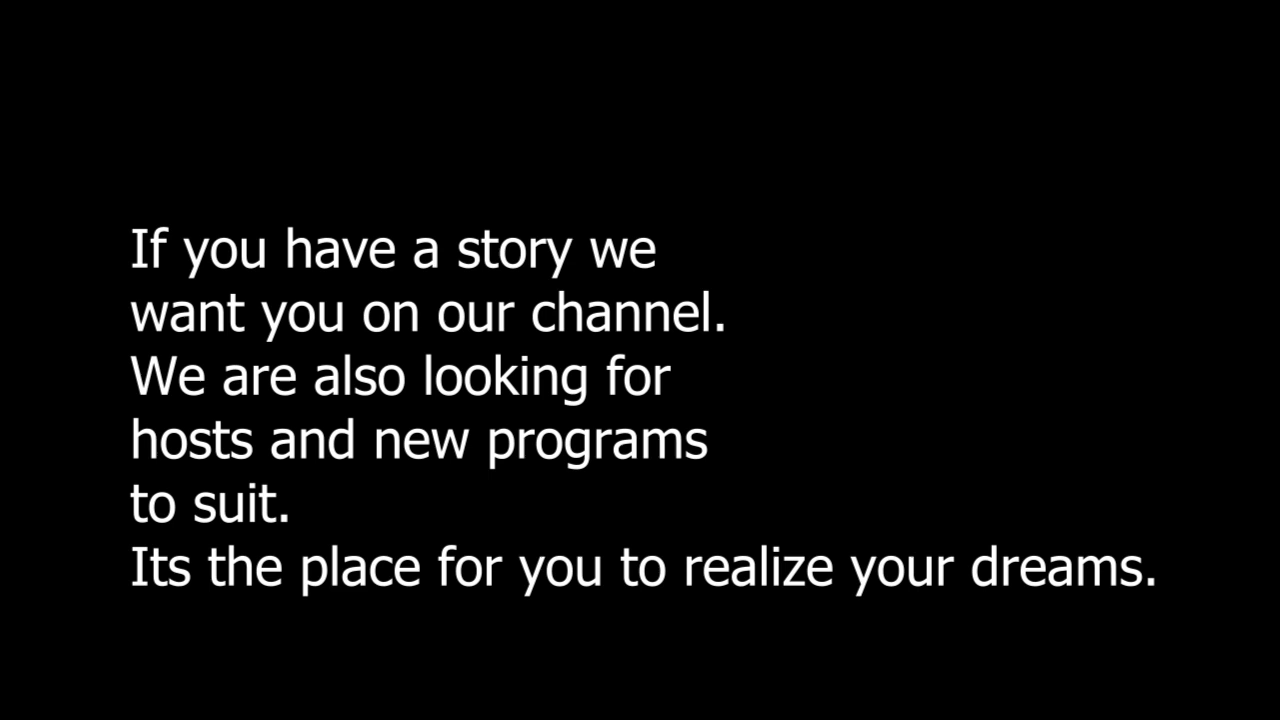 If you have a story we
want you on our channel.
We are also looking for
hosts and new programs
to suit.
Its the place for you to realize your dreams.